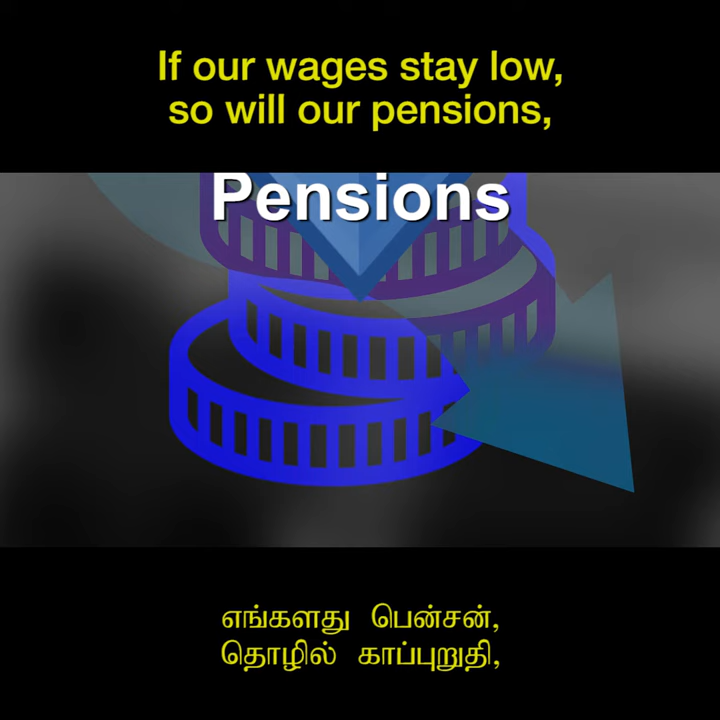 If our wages stay low,
so will our pensions,
Pensions
எங்களது பென்சன்,
தொழில் காப்புறுதி,